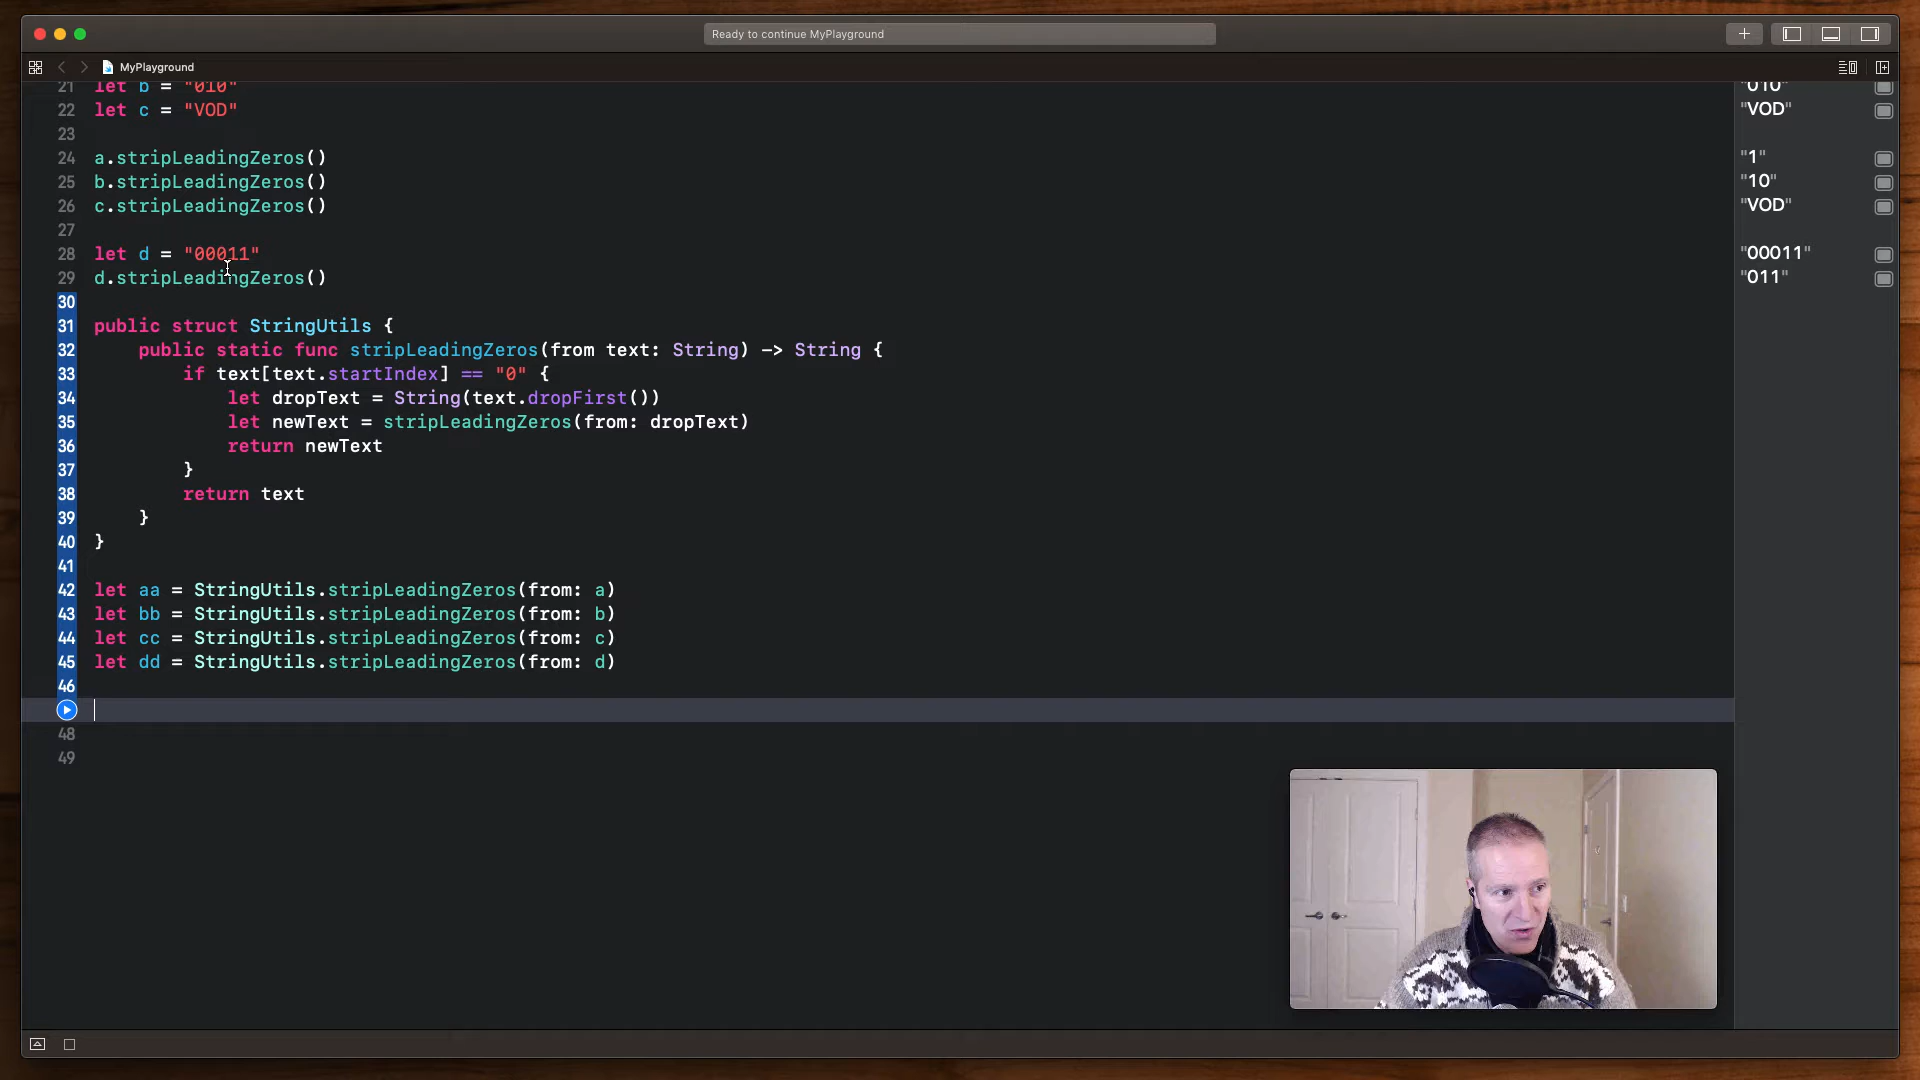 Ready to continue MyPlayground
MyPlayground
21 let b = "010" "010"
22 let c = "VOD" "VOD"
23
24 a.stripLeadingZeros() "1"
25 b.stripLeadingZeros() "10"
26 c.stripLeadingZeros() "VOD"
27
28 let d = "00011" "00011"
29 d.stripLeadingZeros() "011"
30
31 public struct StringUtils {
32 public static func stripLeadingZeros(from text: String) -> String {
33 if text[text.startIndex] == "0" {
34 let dropText = String(text.dropFirst())
35 let newText = stripLeadingZeros(from: dropText)
36 return newText
37 }
38 return text
39 }
40 }
41
42 let aa = StringUtils.stripLeadingZeros(from: a)
43 let bb = StringUtils.stripLeadingZeros(from: b)
44 let cc = StringUtils.stripLeadingZeros(from: c)
45 let dd = StringUtils.stripLeadingZeros(from: d)
46
48
49